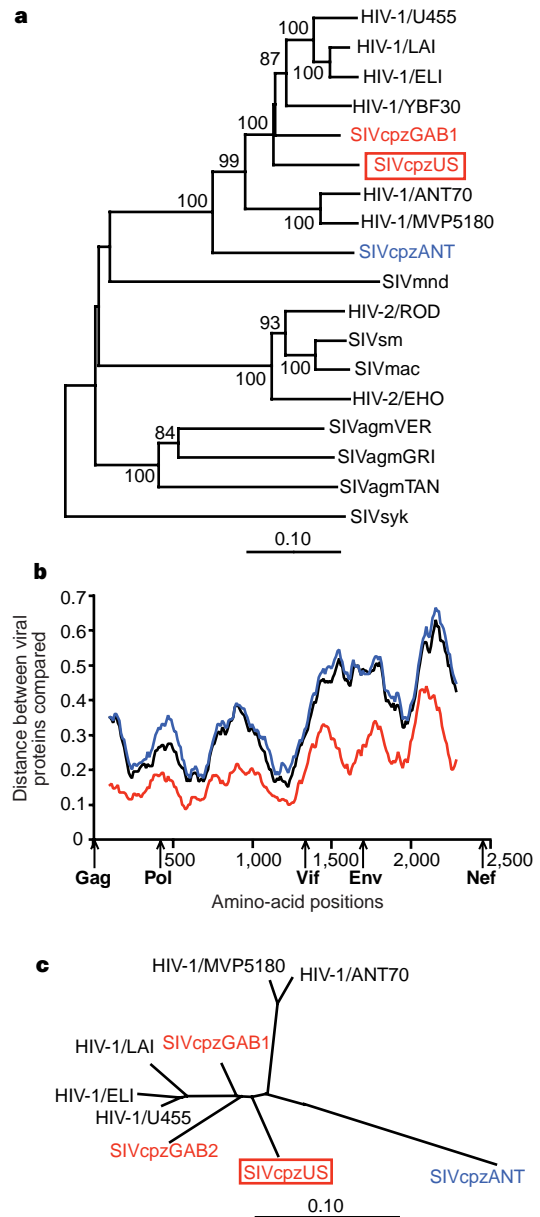 a
HIV-1/U455
100
HIV-1/LAI
87
100
HIV-1/ELI
HIV-1/YBF30
100
SIVcpzGAB1
99
SIVcpzUS
HIV-1/ANT70
100
100
HIV-1/MVP5180
SIVcpzANT
SIVmnd
HIV-2/ROD
93
SIVsm
100
SIVmac
100
HIV-2/EHO
SIVagmVER
84
SIVagmGRI
100
SIVagmTAN
SIVsyk
0.10
b
Distance between viral
proteins compared
0.7
0.6
0.5
0.4
0.3
0.2
0.1
0
500
1,000
1,500
2,000
2,500
Gag
Pol
Vif
Env
Nef
Amino-acid positions
c
HIV-1/MVP5180
HIV-1/ANT70
HIV-1/LAI
SIVcpzGAB1
HIV-1/ELI
HIV-1/U455
SIVcpzGAB2
SIVcpzUS
SIVcpzANT
0.10